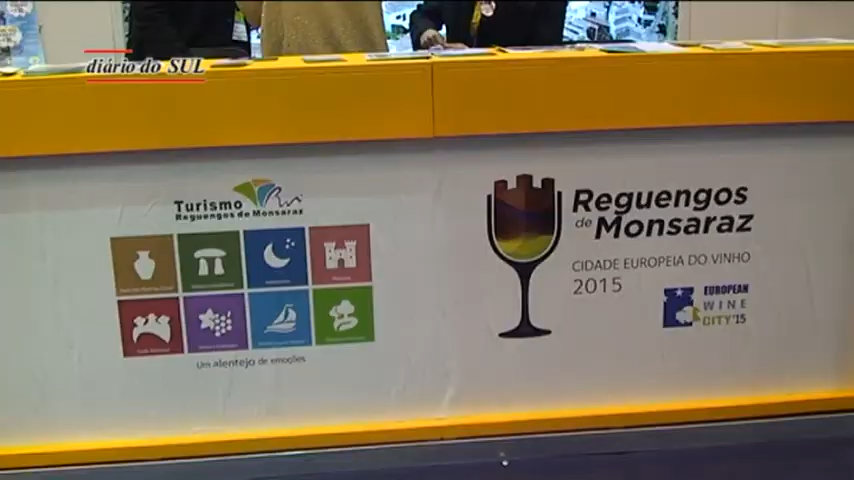 diário do SUL
Turismo
Reguengos de Monsaraz
Um alentejo de emoções
Reguengos
de Monsaraz
CIDADE EUROPEIA DO VINHO
2015
EUROPEAN
WINE
CITY'15